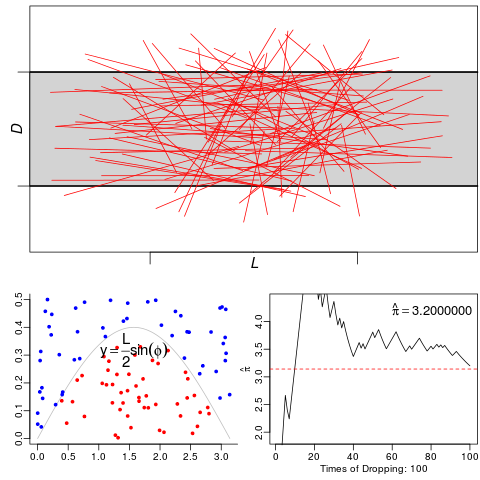 D
L
0.0 0.1 0.2 0.3 0.4 0.5
y = L/2 sin(ϕ)
0.0 0.5 1.0 1.5 2.0 2.5 3.0
π̂ = 3.2000000
π̂
2.0 2.5 3.0 3.5 4.0
0 20 40 60 80 100
Times of Dropping: 100